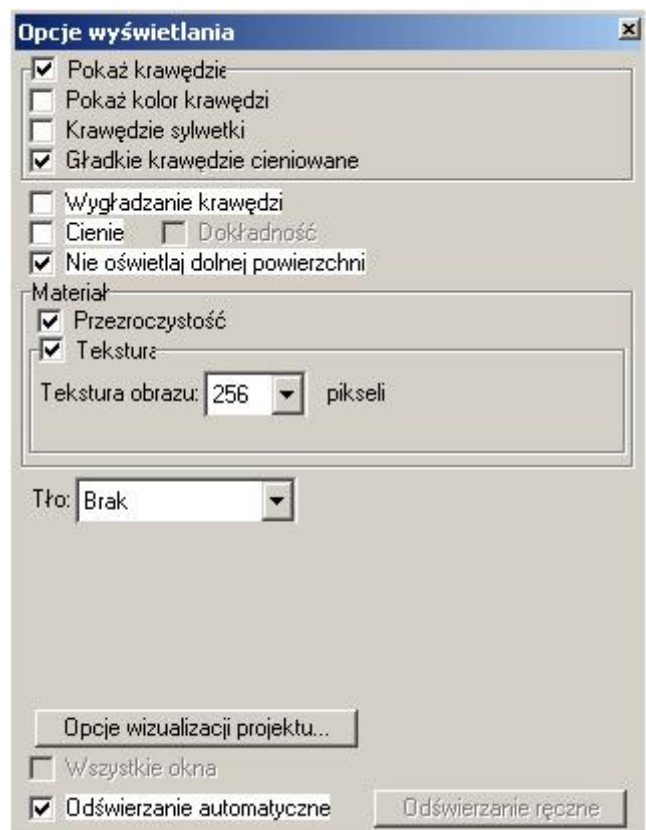 Opcje wyświetlania
Pokaż krawędzie
Pokaż kolor krawędzi
Krawędzie sylwetki
Gładkie krawędzie cieniowane
Wygładzanie krawędzi
Cienie Dokładność
Nie oświetlaj dolnej powierzchni
Materiał
Przezroczystość
Tekstura
Tekstura obrazu: 256 pikseli
Tło: Brak
Opcje wizualizacji projektu...
Wszystkie okna
Odświerzanie automatyczne Odświerzanie ręczne